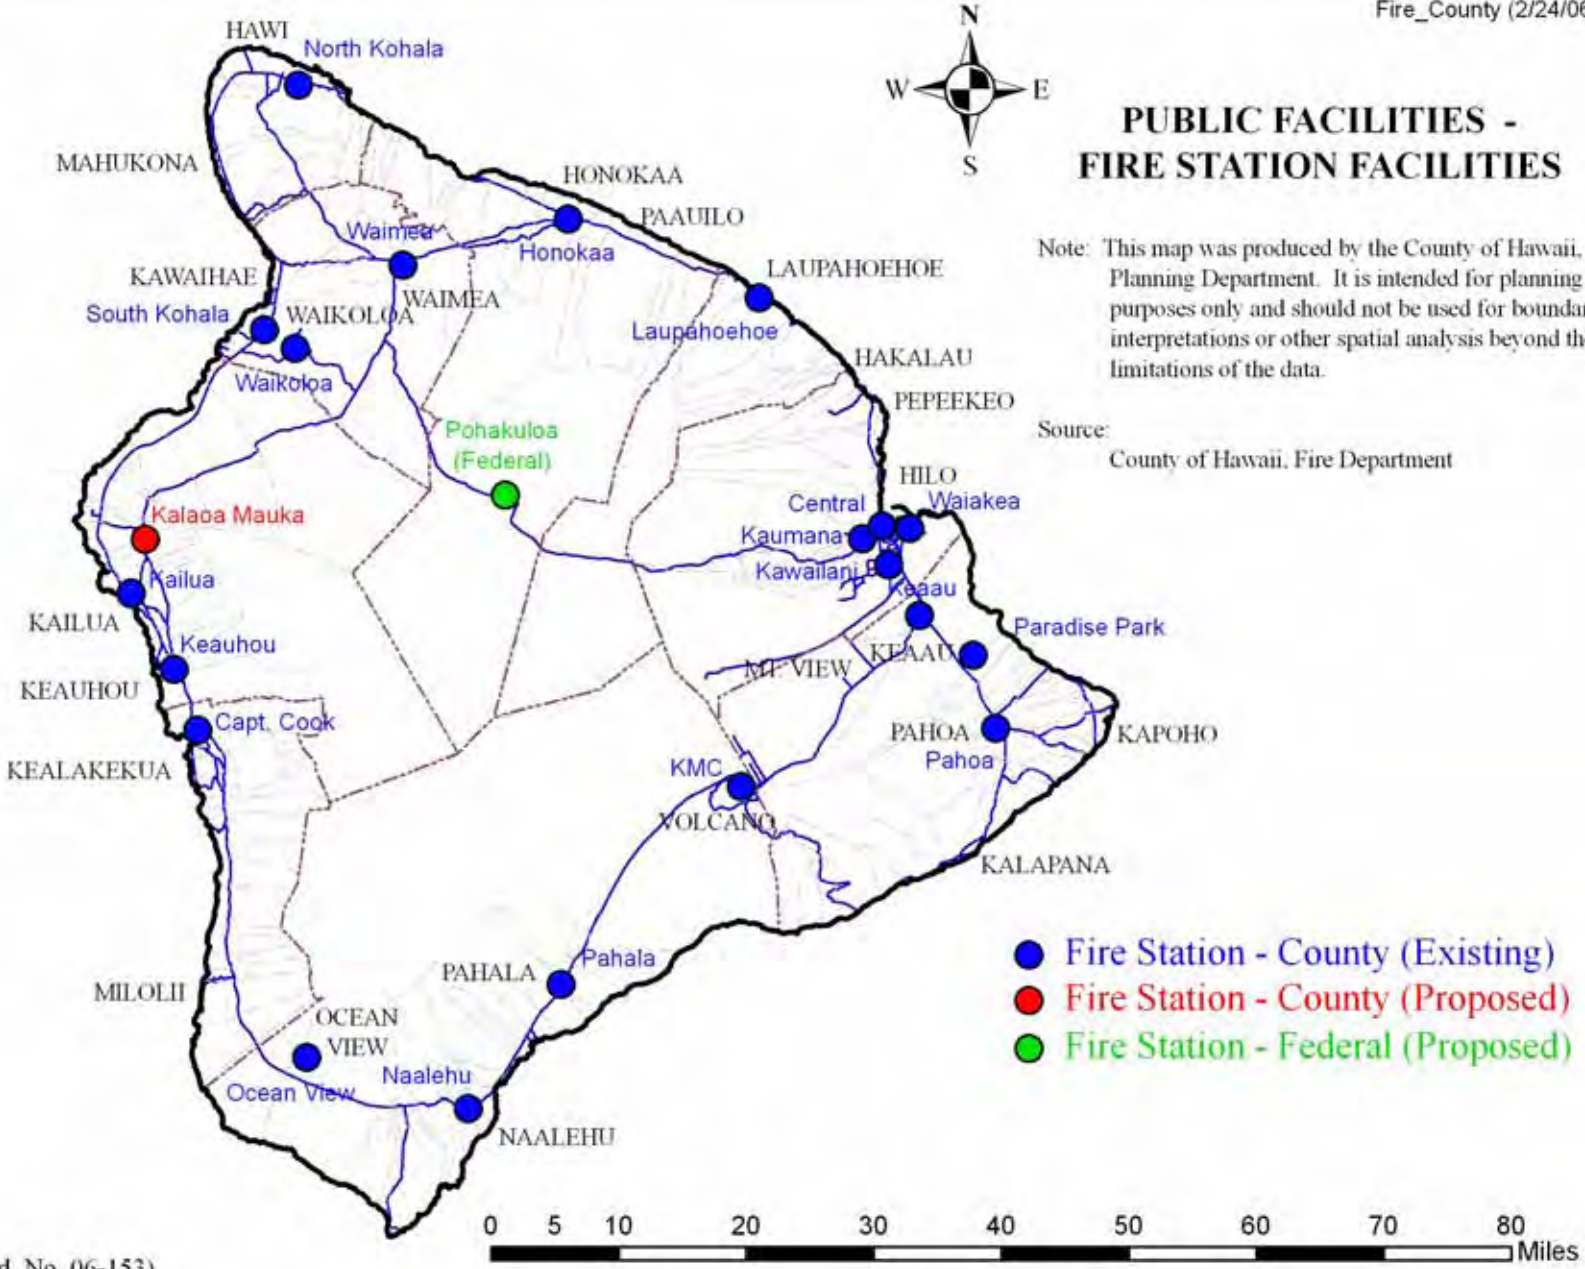 Fire_County (2/24/06
HAWI
North Kohala
N
W
E
S
PUBLIC FACILITIES -
FIRE STATION FACILITIES
MAHUKONA
HONOKAA
PAAUILO
Waimea
Honokaa
Note: This map was produced by the County of Hawaii,
Planning Department. It is intended for planning
purposes only and should not be used for boundar
interpretations or other spatial analysis beyond the
limitations of the data.
KAWAIHAE
LAUPAHOEHOE
WAIMEA
South Kohala
WAIKOLOA
Laupahoehoe
Waikoloa
HAKALAU
PEPEEKEO
Source:
County of Hawaii, Fire Department
Pohakuloa
(Federal)
HILO
Central
Waiakea
Kalaoa Mauka
Kaumana
Kawailani
Kailua
Keaau
KAILUA
Paradise Park
Keauhou
KEAAU
MT. VIEW
KEAUHOU
Capt. Cook
PAHOA
KAPOHO
Pahoa
KEALAKEKUA
KMC
VOLCANO
KALAPANA
Fire Station - County (Existing)
Fire Station - County (Proposed)
Fire Station - Federal (Proposed)
Pahala
PAHALA
MILOLII
OCEAN
VIEW
Ocean View
Naalehu
NAALEHU
0 5 10 20 30 40 50 60 70 80
Miles
d. No. 06-153)